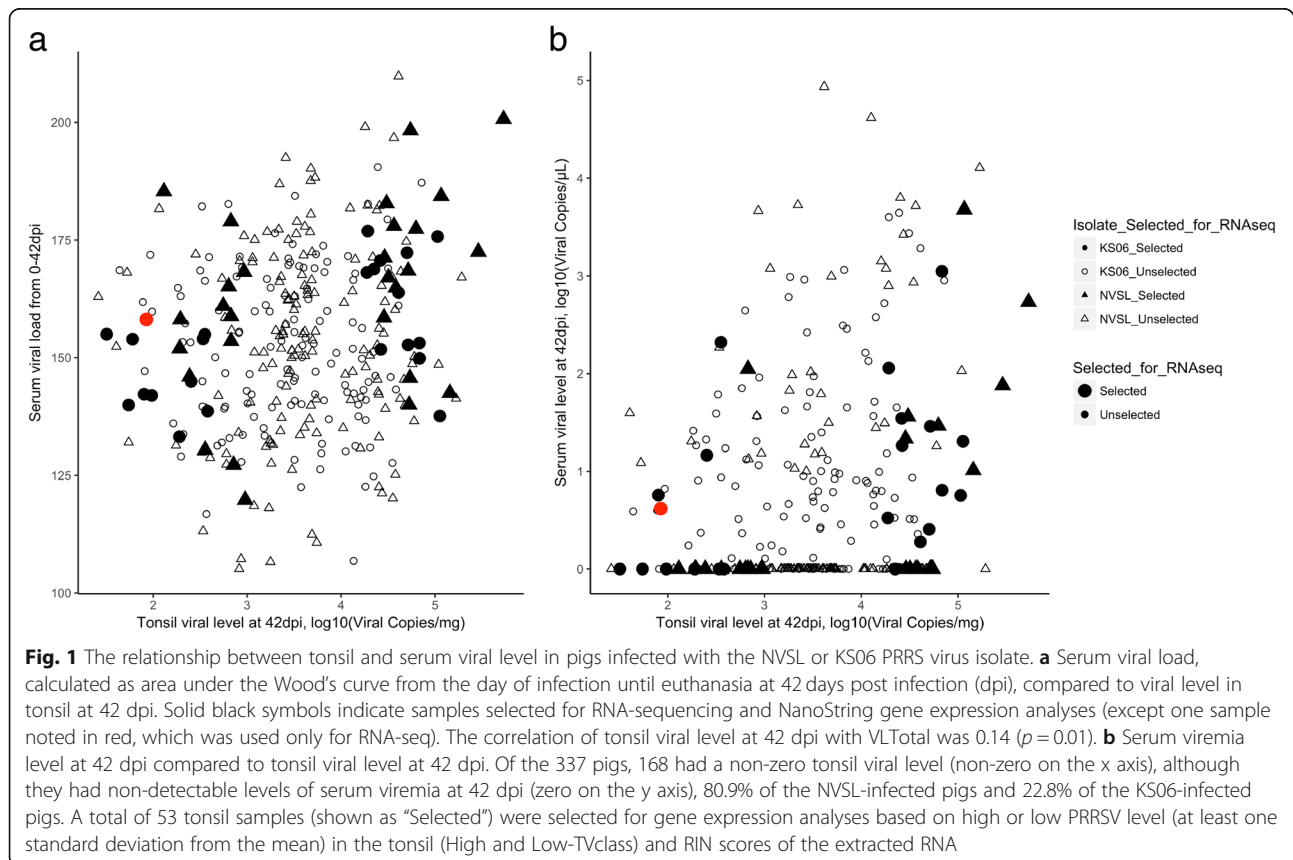 a
b
200
175
150
125
100
Serum viral load from 0-42dpi
2
3
4
5
Tonsil viral level at 42dpi, log10(Viral Copies/mg)
5
4
3
2
1
0
Serum viral level at 42dpi, log10(Viral Copies/µL)
2
3
4
5
Tonsil viral level at 42dpi, log10(Viral Copies/mg)
Isolate_Selected_for_RNAseq
KS06_Selected
KS06_Unselected
NVSL_Selected
NVSL_Unselected
Selected_for_RNAseq
Selected
Unselected
Fig. 1 The relationship between tonsil and serum viral level in pigs infected with the NVSL or KS06 PRRS virus isolate. a Serum viral load,
calculated as area under the Wood's curve from the day of infection until euthanasia at 42 days post infection (dpi), compared to viral level in
tonsil at 42 dpi. Solid black symbols indicate samples selected for RNA-sequencing and NanoString gene expression analyses (except one sample
noted in red, which was used only for RNA-seq). The correlation of tonsil viral level at 42 dpi with VLTotal was 0.14 (p = 0.01). b Serum viremia
level at 42 dpi compared to tonsil viral level at 42 dpi. Of the 337 pigs, 168 had a non-zero tonsil viral level (non-zero on the x axis), although
they had non-detectable levels of serum viremia at 42 dpi (zero on the y axis), 80.9% of the NVSL-infected pigs and 22.8% of the KS06-infected
pigs. A total of 53 tonsil samples (shown as "Selected") were selected for gene expression analyses based on high or low PRRSV level (at least one
standard deviation from the mean) in the tonsil (High and Low-TVclass) and RIN scores of the extracted RNA